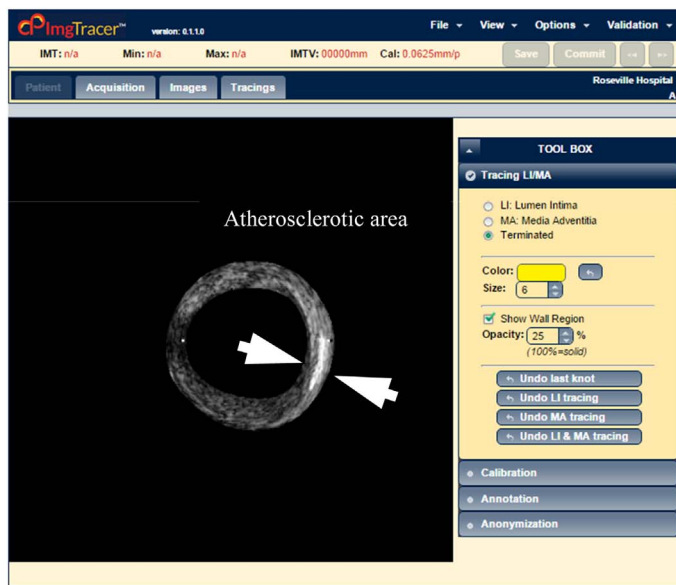 cPImgTracer™ version: 0.1.1.0 File View Options Validation
IMT: n/a Min: n/a Max: n/a IMTV: 00000mm Cal: 0.0625mm/p Save Commit
Patient Acquisition Images Tracings Roseville Hospital
A
TOOL BOX
Tracing LI/MA
LI: Lumen Intima
MA: Media Adventitia
Terminated
Atherosclerotic area
Color:
Size: 6
Show Wall Region
Opacity: 25 %
(100%=solid)
Undo last knot
Undo LI tracing
Undo MA tracing
Undo LI & MA tracing
Calibration
Annotation
Anonymization